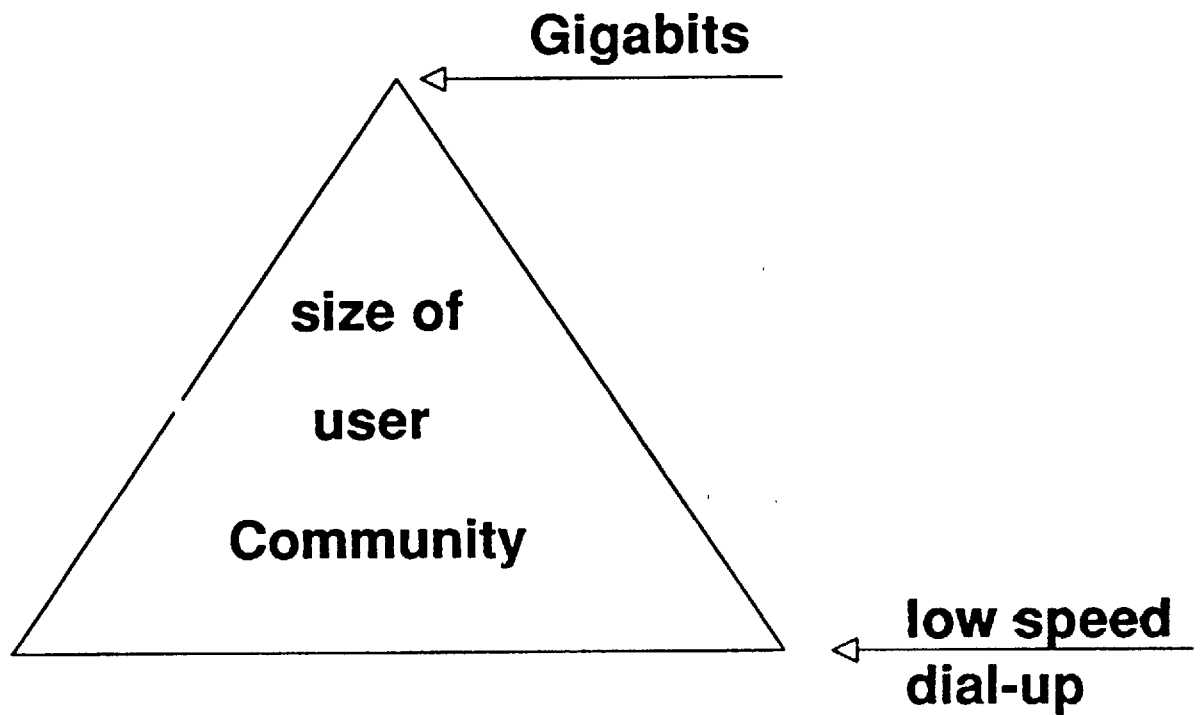 Gigabits
size of
user
Community
low speed
dial-up